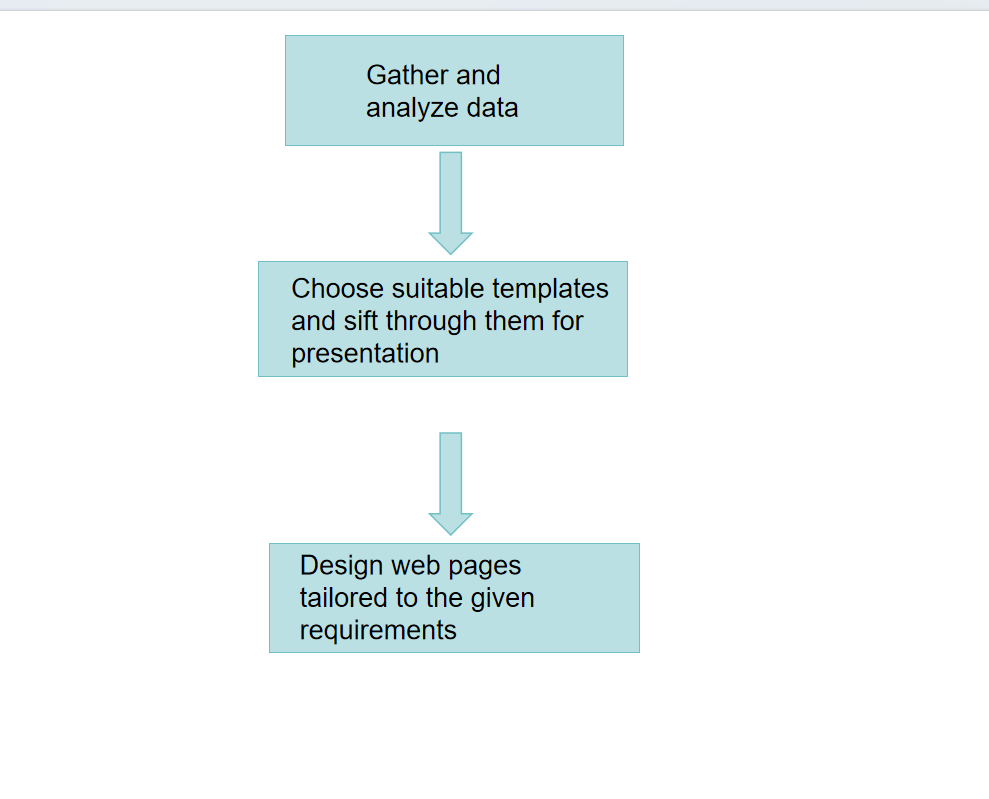 Gather and
analyze data
Choose suitable templates
and sift through them for
presentation
Design web pages
tailored to the given
requirements